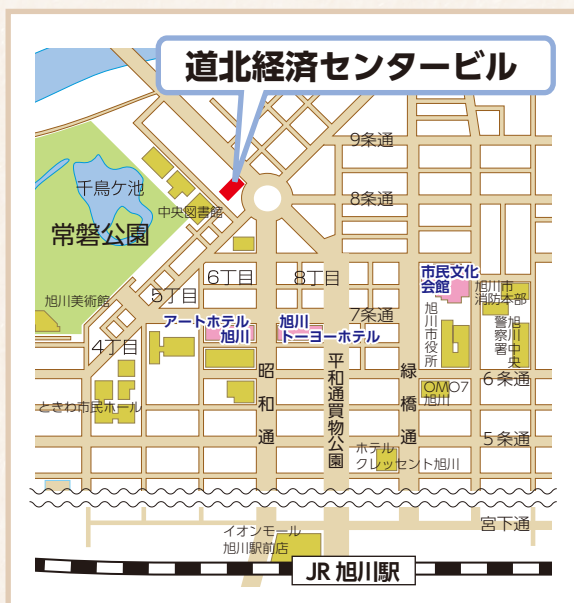 道北経済センタービル
9条通
千鳥ケ池
8条通
中央図書館
常磐公園
市民文化
会館
6丁目
8丁目
旭川市
消防本部
5丁目
旭川美術館
7条通
アートホテル
旭川
旭川
トーヨーホテル
旭川市役所
旭川中央
警察署
4丁目
昭和通
平和通買物公園
緑橋通
6条通
OMO7
旭川
ときわ市民ホール
5条通
ホテル
クレッセント旭川
宮下通
イオンモール
旭川駅前店
JR 旭川駅